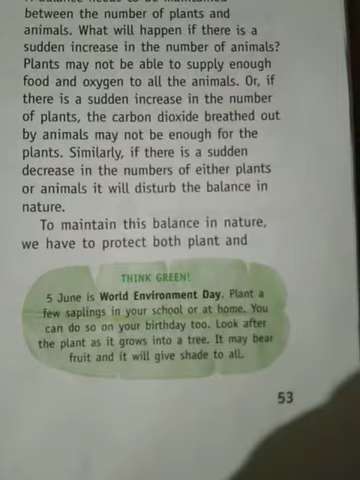 between the number of plants and
animals. What will happen if there is a
sudden increase in the number of animals?
Plants may not be able to supply enough
food and oxygen to all the animals. Or, if
there is a sudden increase in the number
of plants, the carbon dioxide breathed out
by animals may not be enough for the
plants. Similarly, if there is a sudden
decrease in the numbers of either plants
or animals it will disturb the balance in
nature.
To maintain this balance in nature,
we have to protect both plant and
THINK GREEN!
5 June is World Environment Day. Plant a
few saplings in your school or at home. You
can do so on your birthday too. Look after
the plant as it grows into a tree. It may bear
fruit and it will give shade to all.
53